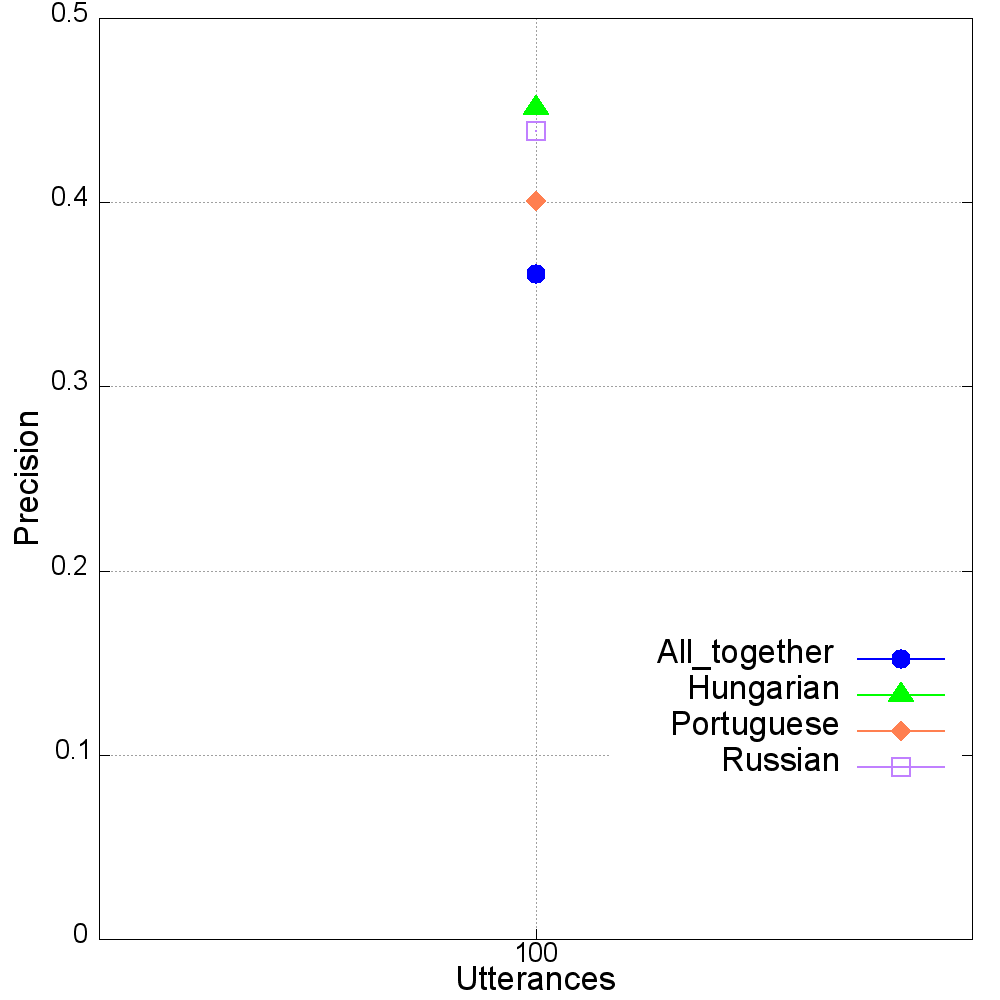 0.5
0.4
0.3
0.2
0.1
0
Precision
All_together
Hungarian
Portuguese
Russian
100
Utterances